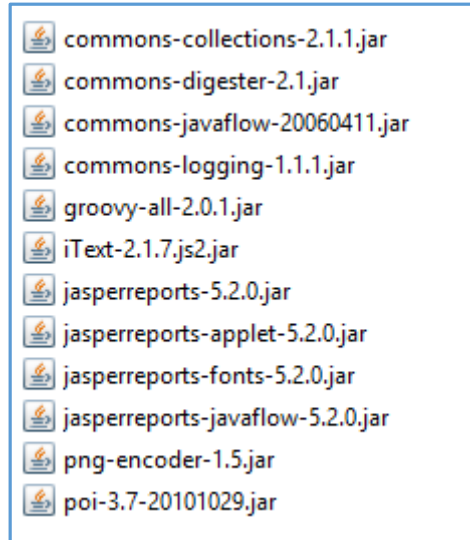 commons-collections-2.1.1.jar
commons-digester-2.1.jar
commons-javaflow-20060411.jar
commons-logging-1.1.1.jar
groovy-all-2.0.1.jar
iText-2.1.7.js2.jar
jasperreports-5.2.0.jar
jasperreports-applet-5.2.0.jar
jasperreports-fonts-5.2.0.jar
jasperreports-javaflow-5.2.0.jar
png-encoder-1.5.jar
poi-3.7-20101029.jar